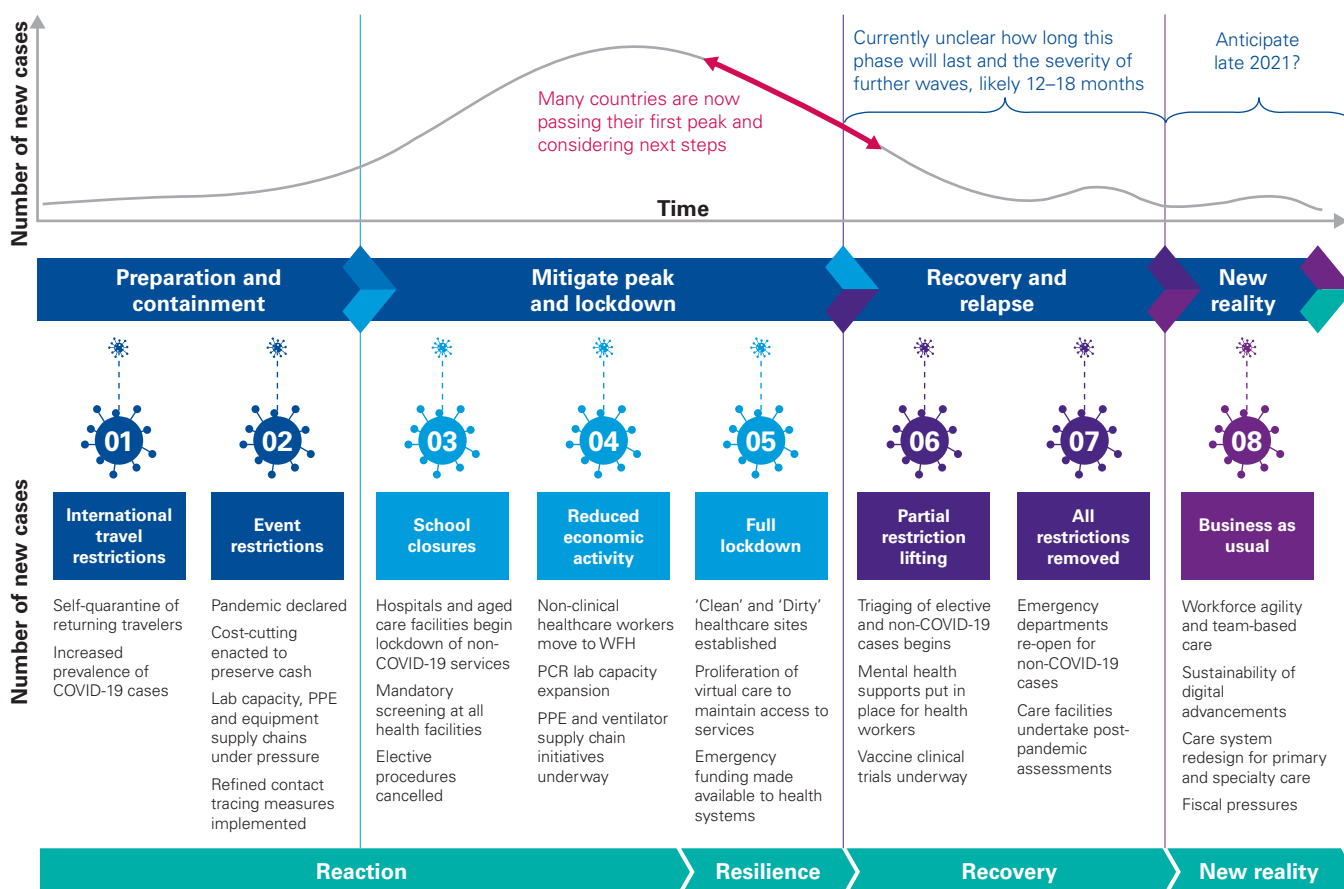 Number of new cases
Currently unclear how long this
phase will last and the severity of
further waves, likely 12–18 months
Anticipate
late 2021?
Many countries are now
passing their first peak and
considering next steps
Time
Preparation and
containment
Mitigate peak
and lockdown
Recovery and
relapse
New
reality
Number of new cases
01
International
travel
restrictions
Self-quarantine of
returning travelers
Increased
prevalence of
COVID-19 cases
02
Event
restrictions
Pandemic declared
Cost-cutting
enacted to
preserve cash
Lab capacity, PPE
and equipment
supply chains
under pressure
Refined contact
tracing measures
implemented
03
School
closures
Hospitals and aged
care facilities begin
lockdown of non-
COVID-19 services
Mandatory
screening at all
health facilities
Elective
procedures
cancelled
04
Reduced
economic
activity
Non-clinical
healthcare workers
move to WFH
PCR lab capacity
expansion
PPE and ventilator
supply chain
initiatives
underway
05
Full
lockdown
‘Clean’ and ‘Dirty’
healthcare sites
established
Proliferation of
virtual care to
maintain access to
services
Emergency
funding made
available to health
systems
06
Partial
restriction
lifting
Triaging of elective
and non-COVID-19
cases begins
Mental health
supports put in
place for health
workers
Vaccine clinical
trials underway
07
All
restrictions
removed
Emergency
departments
re-open for
non-COVID-19
cases
Care facilities
undertake post-
pandemic
assessments
08
Business as
usual
Workforce agility
and team-based
care
Sustainability of
digital
advancements
Care system
redesign for primary
and specialty care
Fiscal pressures
Reaction
Resilience
Recovery
New reality